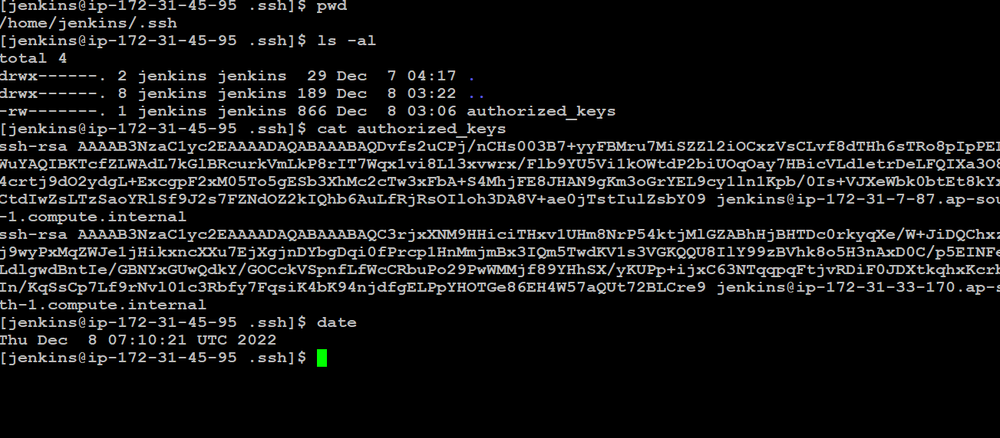 [jenkins@ip-172-31-45-95 .ssh]$ pwd
/home/jenkins/.ssh
[jenkins@ip-172-31-45-95 .ssh]$ ls -al
total 4
drwx------. 2 jenkins jenkins  29 Dec  7 04:17 .
drwx------. 8 jenkins jenkins 189 Dec  8 03:22 ..
-rw-------. 1 jenkins jenkins 866 Dec  8 03:06 authorized_keys
[jenkins@ip-172-31-45-95 .ssh]$ cat authorized_keys
ssh-rsa AAAAB3NzaC1yc2EAAAADAQABAAABAQDvfs2uCPj/nCHs003B7+yyFBMru7MiSZZl2iOCxzVsCLvf8dTHh6sTRo8pIpPEI
WuYAQIBKTcfZLWAdL7kGlBRcurkVmLkP8rIT7Wqx1vi8L13xvwrx/Flb9YU5Vi1kOWtdP2biUOqOay7HBicVLdletrDeLFQIXa3O8
4crtj9dO2ydgL+ExcgpF2xM05To5gESb3XhMc2cTw3xFbA+S4MhjFE8JHAN9gKm3oGrYEL9cy1ln1Kpb/0Is+VJXeWbk0btEt8kYx
CtdIwZsLTzSaoYRlSf9J2s7FZNdOZ2kIQhb6AuLfRjRsOIloh3DA8V+ae0jTstIulZsbY09 jenkins@ip-172-31-7-87.ap-sou
-1.compute.internal
ssh-rsa AAAAB3NzaC1yc2EAAAADAQABAAABAQC3rjxXNM9HHiciTHxv1UHm8NrP54ktjMlGZABhHjBHTDc0rkyqXe/W+JiDQChxz
j9wyPxMqZWJe1jHikxncXXu7EjXgjnDYbgDqi0fPrcp1HnMmjmBx3IQm5TwdKV1s3VGKQQU8IlY99zBVhk8o5H3nAxD0C/p5EINFe
LdlgwdBntIe/GBNYxGUwQdkY/GOCckVSpnfLfWcCRbuPo29PwWMMjf89YHhSX/yKUPp+ijxC63NTqqpqFtjvRDiF0JDXtkqhxKcrb
In/KqSsCp7Lf9rNvl01c3Rbfy7FqsiK4bK94njdfgELPpYHOTGe86EH4W57aQUt72BLCre9 jenkins@ip-172-31-33-170.ap-s
th-1.compute.internal
[jenkins@ip-172-31-45-95 .ssh]$ date
Thu Dec  8 07:10:21 UTC 2022
[jenkins@ip-172-31-45-95 .ssh]$